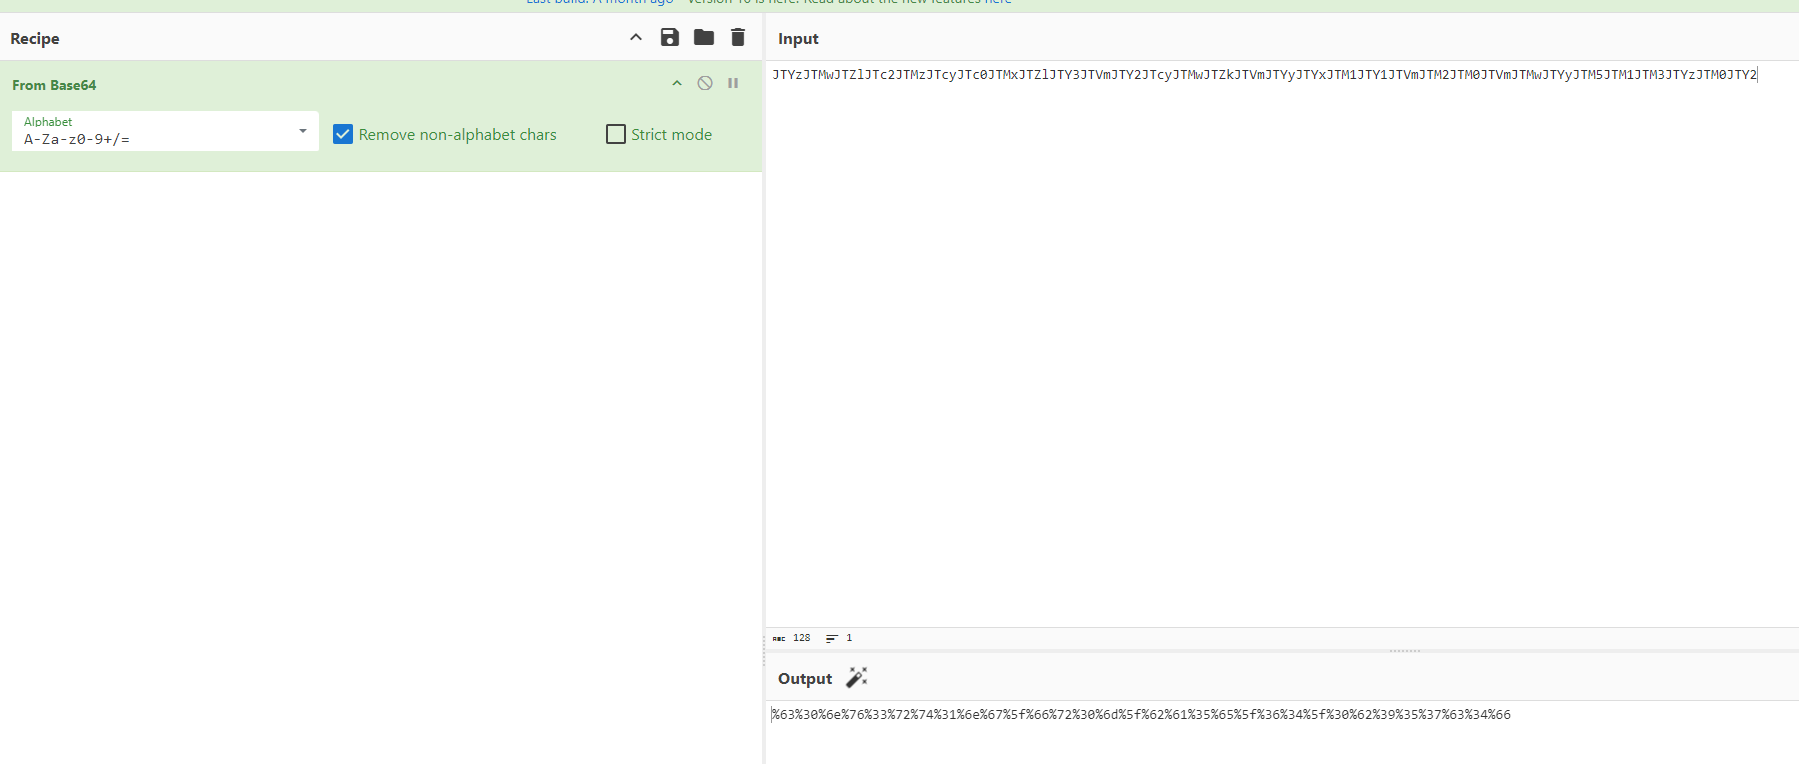 Last build: A month ago - Version 10 is here! Read about the new features here
Recipe
Input
From Base64
Alphabet
A-Za-z0-9+/=
Remove non-alphabet chars
Strict mode
JTYzJTMwJTZlJTc2JTMzJTcyJTc0JTMxJTZlJTY3JTVmJTY2JTcyJTMwJTZkJTVmJTYyJTYxJTM1JTY1JTVmJTM2JTM0JTVmJTMwJTYyJTM5JTM1JTM3JTYzJTM0JTY2
ABC 128 1
Output
%63%30%6e%76%33%72%74%31%6e%67%5f%66%72%30%6d%5f%62%61%35%65%5f%36%34%5f%30%62%39%35%37%63%34%66